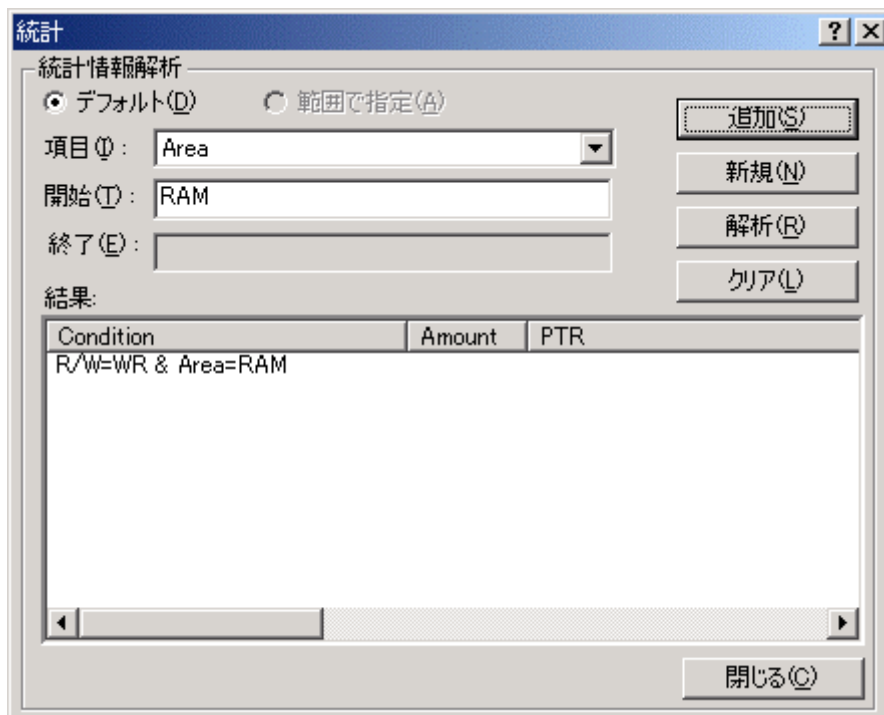 統計
統計情報解析
デフォルト(D) 範囲で指定(A)
追加(S)
項目(I): Area
新規(N)
開始(T): RAM
解析(R)
終了(E):
クリア(L)
結果:
Condition Amount PTR
R/W=WR & Area=RAM
閉じる(C)